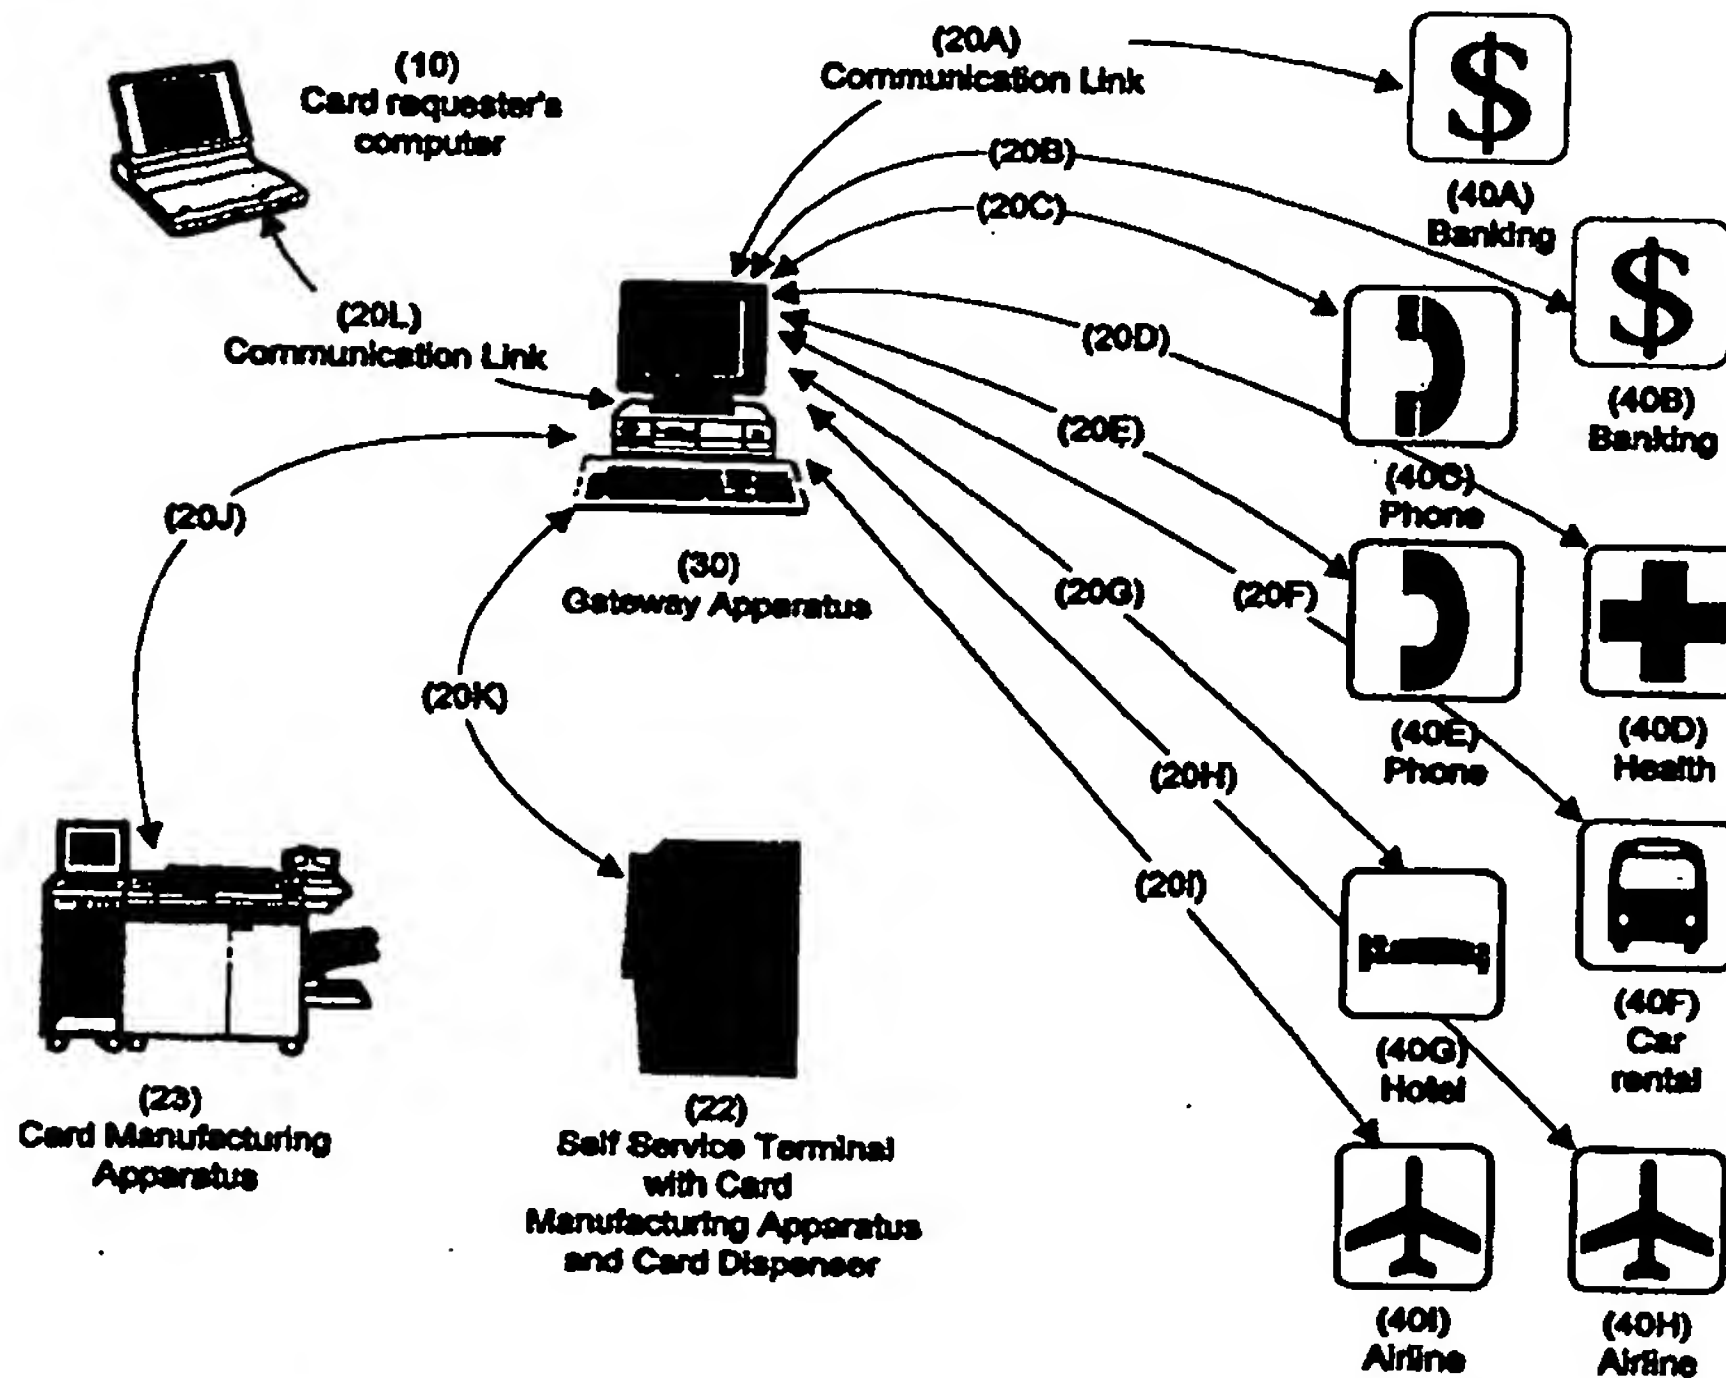 (10)
Card requester's
computer
(20A)
Communication Link
(20B)
(20C)
(40A)
Banking
(20L)
Communication Link
(20D)
(40B)
Banking
(20E)
(40C)
Phone
(20J)
(30)
Gateway Apparatus
(20G)
(20F)
(20K)
(40E)
Phone
(40D)
Health
(20H)
(20I)
(40F)
Car
rental
(40G)
Hotel
(23)
Card Manufacturing
Apparatus
(22)
Self Service Terminal
with Card
Manufacturing Apparatus
and Card Dispenser
(40I)
Airline
(40H)
Airline